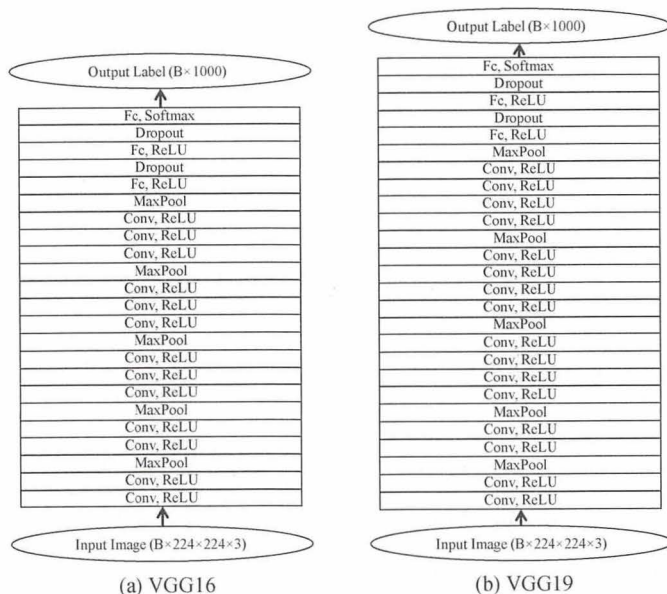 Output Label (B×1000)
Fc, Softmax
Dropout
Fc, ReLU
Dropout
Fc, ReLU
MaxPool
Conv, ReLU
Conv, ReLU
Conv, ReLU
MaxPool
Conv, ReLU
Conv, ReLU
Conv, ReLU
MaxPool
Conv, ReLU
Conv, ReLU
Conv, ReLU
MaxPool
Conv, ReLU
Conv, ReLU
MaxPool
Conv, ReLU
Conv, ReLU
Input Image (B×224×224×3)
(a) VGG16
Output Label (B×1000)
Fc, Softmax
Dropout
Fc, ReLU
Dropout
Fc, ReLU
MaxPool
Conv, ReLU
Conv, ReLU
Conv, ReLU
Conv, ReLU
MaxPool
Conv, ReLU
Conv, ReLU
Conv, ReLU
Conv, ReLU
MaxPool
Conv, ReLU
Conv, ReLU
Conv, ReLU
Conv, ReLU
MaxPool
Conv, ReLU
Conv, ReLU
MaxPool
Conv, ReLU
Conv, ReLU
Input Image (B×224×224×3)
(b) VGG19